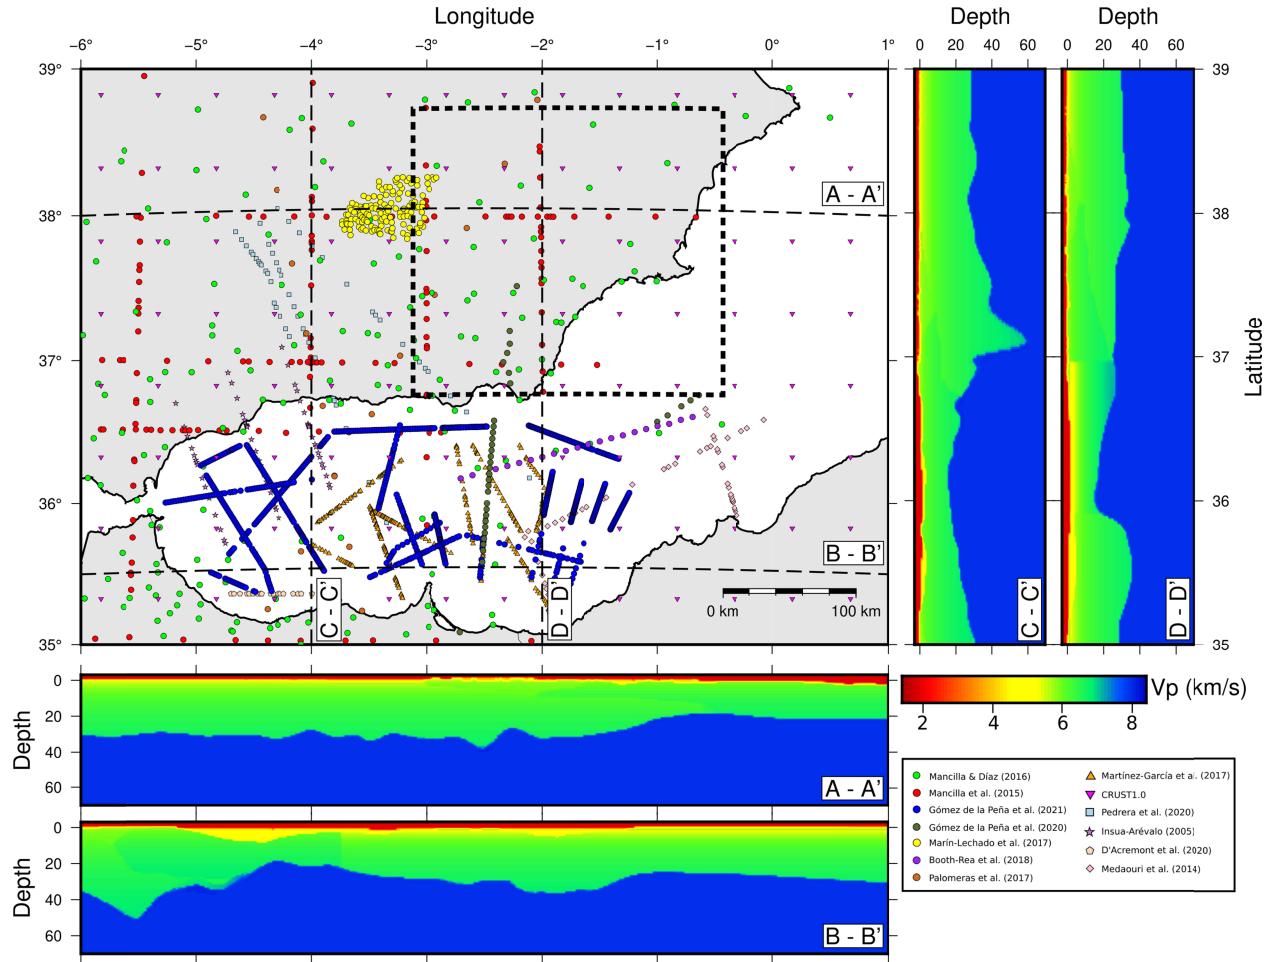 Longitude
−6° −5° −4° −3° −2° −1° 0° 1°
39°
38°
37°
36°
35°
A - A'
B - B'
C - C'
D - D'
0 km 100 km
Depth Depth
0 20 40 60 0 20 40 60
39
38
37
36
35
Latitude
C - C'
D - D'
Depth
0
20
40
60
A - A'
Depth
0
20
40
60
B - B'
Vp (km/s)
2 4 6 8
Mancilla & Díaz (2016)
Mancilla et al. (2015)
Gómez de la Peña et al. (2021)
Gómez de la Peña et al. (2020)
Marín-Lechado et al. (2017)
Booth-Rea et al. (2018)
Palomeras et al. (2017)
Martínez-García et al. (2017)
CRUST1.0
Pedrera et al. (2020)
Insua-Arévalo (2005)
D'Acremont et al. (2020)
Medaouri et al. (2014)